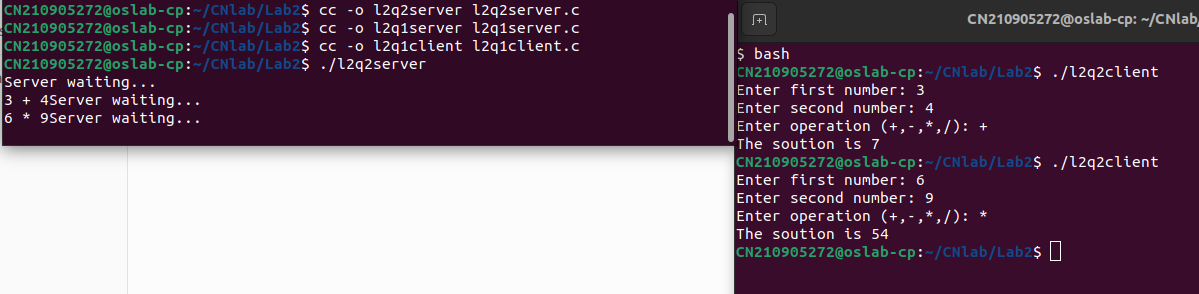 CN210905272@oslab-cp:~/CNlab/Lab2$ cc -o l2q2server l2q2server.c
CN210905272@oslab-cp:~/CNlab/Lab2$ cc -o l2q1server l2q1server.c
CN210905272@oslab-cp:~/CNlab/Lab2$ cc -o l2q1client l2q1client.c
CN210905272@oslab-cp:~/CNlab/Lab2$ ./l2q2server
Server waiting...
3 + 4Server waiting...
6 * 9Server waiting...
CN210905272@oslab-cp: ~/CNlab/
$ bash
CN210905272@oslab-cp:~/CNlab/Lab2$ ./l2q2client
Enter first number: 3
Enter second number: 4
Enter operation (+,-,*,/): +
The soution is 7
CN210905272@oslab-cp:~/CNlab/Lab2$ ./l2q2client
Enter first number: 6
Enter second number: 9
Enter operation (+,-,*,/): *
The soution is 54
CN210905272@oslab-cp:~/CNlab/Lab2$